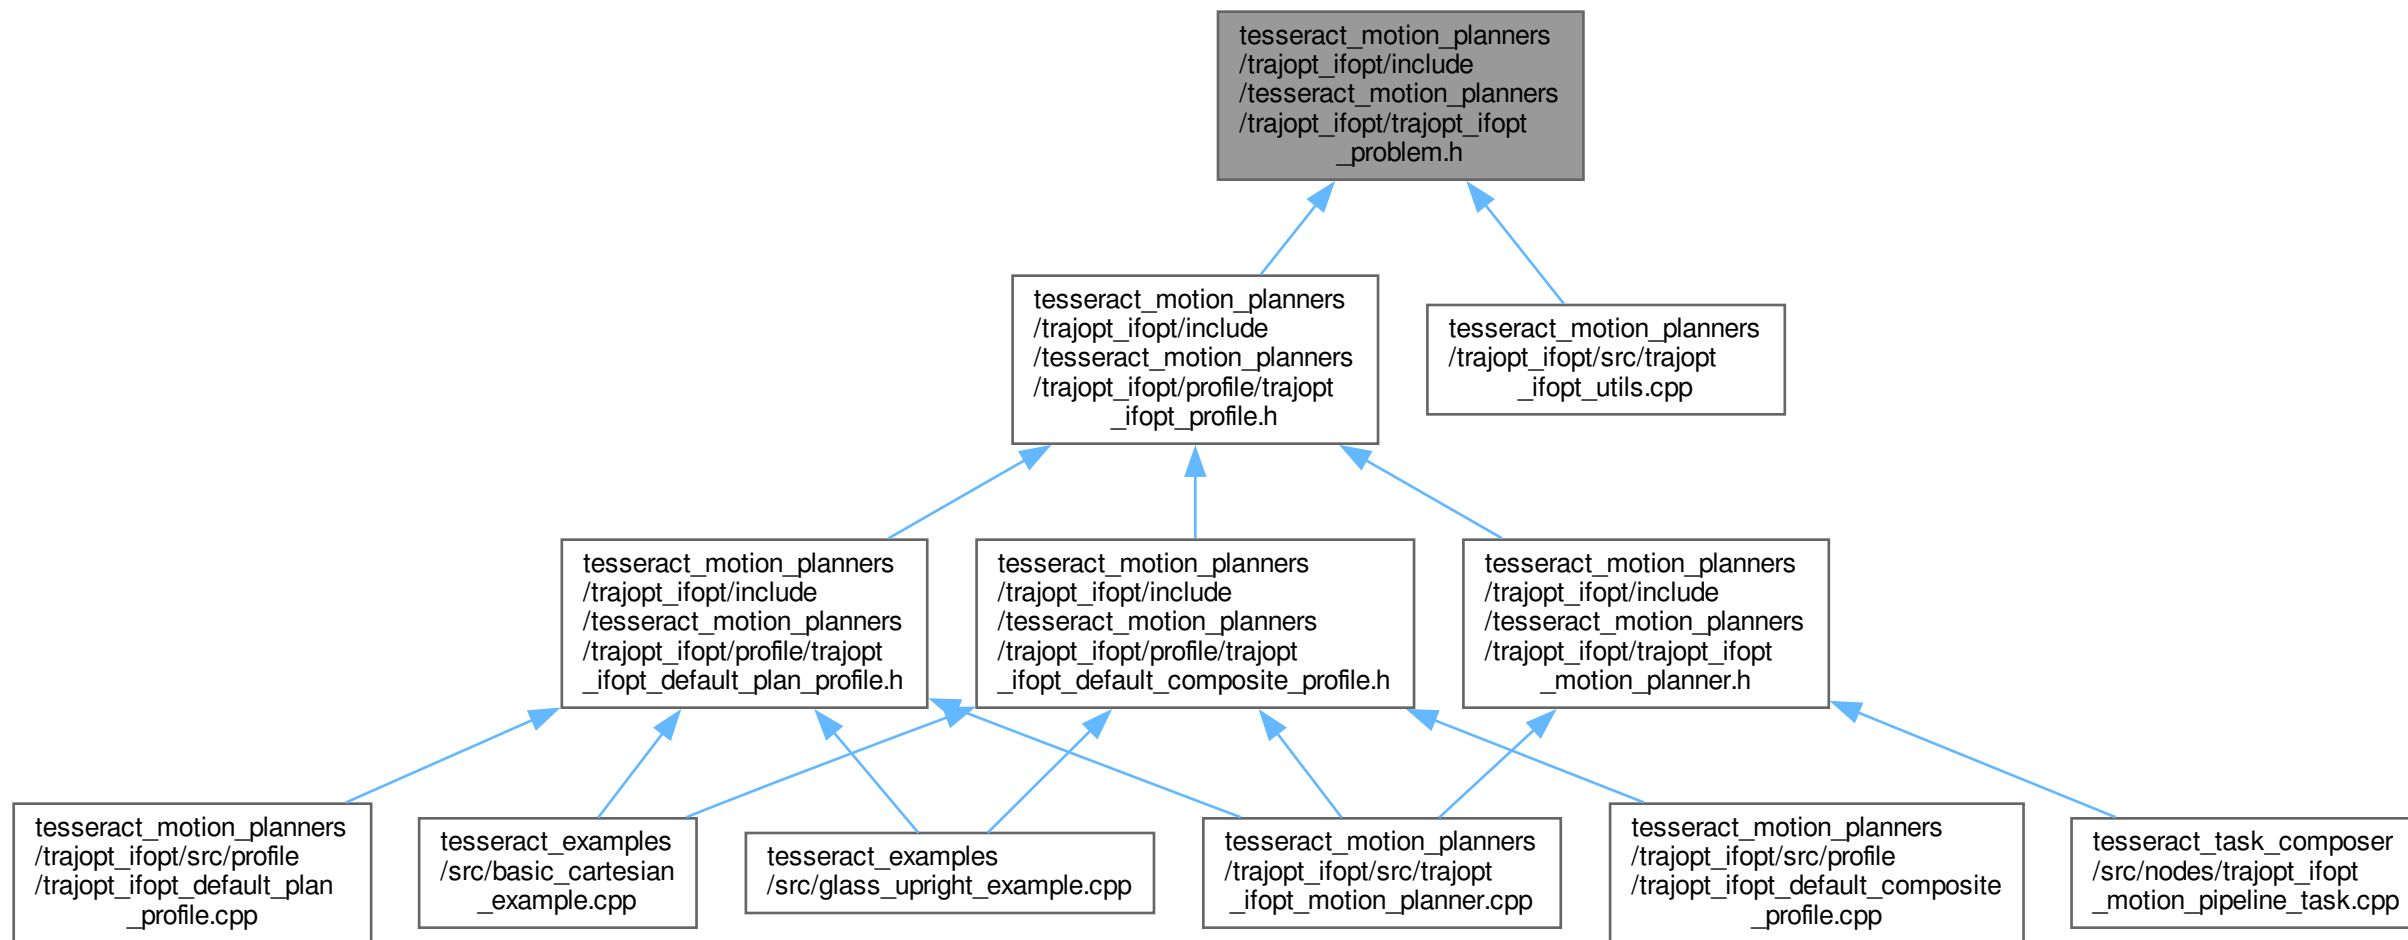 tesseract_motion_planners
/trajopt_ifopt/include
/tesseract_motion_planners
/trajopt_ifopt/trajopt_ifopt
_problem.h
tesseract_motion_planners
/trajopt_ifopt/include
/tesseract_motion_planners
/trajopt_ifopt/profile/trajopt
_ifopt_profile.h
tesseract_motion_planners
/trajopt_ifopt/src/trajopt
_ifopt_utils.cpp
tesseract_motion_planners
/trajopt_ifopt/include
/tesseract_motion_planners
/trajopt_ifopt/profile/trajopt
_ifopt_default_plan_profile.h
tesseract_motion_planners
/trajopt_ifopt/include
/tesseract_motion_planners
/trajopt_ifopt/profile/trajopt
_ifopt_default_composite_profile.h
tesseract_motion_planners
/trajopt_ifopt/include
/tesseract_motion_planners
/trajopt_ifopt/trajopt_ifopt
_motion_planner.h
tesseract_motion_planners
/trajopt_ifopt/src/profile
/trajopt_ifopt_default_plan
_profile.cpp
tesseract_examples
/src/basic_cartesian
_example.cpp
tesseract_examples
/src/glass_upright_example.cpp
tesseract_motion_planners
/trajopt_ifopt/src/trajopt
_ifopt_motion_planner.cpp
tesseract_motion_planners
/trajopt_ifopt/src/profile
/trajopt_ifopt_default_composite
_profile.cpp
tesseract_task_composer
/src/nodes/trajopt_ifopt
_motion_pipeline_task.cpp